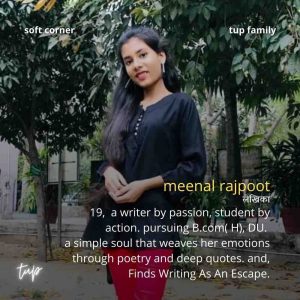 soft corner
tup family
meenal rajpoot
लेखिका
19, a writer by passion, student by
action. pursuing B.com( H), DU.
a simple soul that weaves her emotions
through poetry and deep quotes. and,
Finds Writing As An Escape.
tup